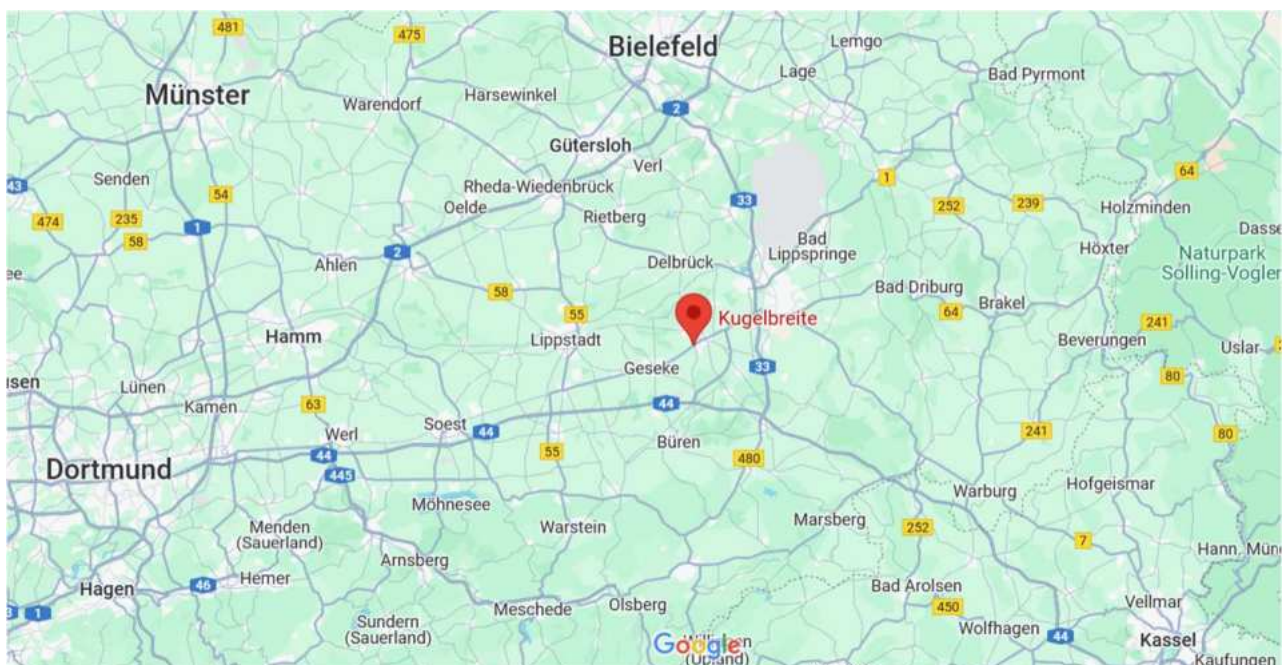 481
475
Bielefeld
Lemgo
Lage
Bad Pyrmont
Münster
Warendorf
Harsewinkel
2
Gütersloh
Verl
64
43
Senden
54
Rheda-Wiedenbrück
1
Oelde
33
252
239
Holzminden
474
235
58
1
Rietberg
Höxter
Dasse
Bad
Lippspringe
Naturpark
Solling-Vogler
2
Ahlen
Delbrück
58
Bad Driburg
Brakel
64
55
Kugelbreite
241
Hamm
Lippstadt
Beverungen
Uslar
Geseke
33
80
usen
Lünen
Kamen
63
44
Soest
44
Werl
Büren
241
80
Dortmund
44
55
480
445
Möhnesee
Warburg
Hofgeismar
Menden
(Sauerland)
Warstein
Marsberg
252
7
Arnsberg
Hann. Mün
Hagen
46
Hemer
Bad Arolsen
1
Meschede
Olsberg
450
Vellmar
Sundern
(Sauerland)
Wolfhagen
44
Kassel
Google
(Upland)
Kaufungen